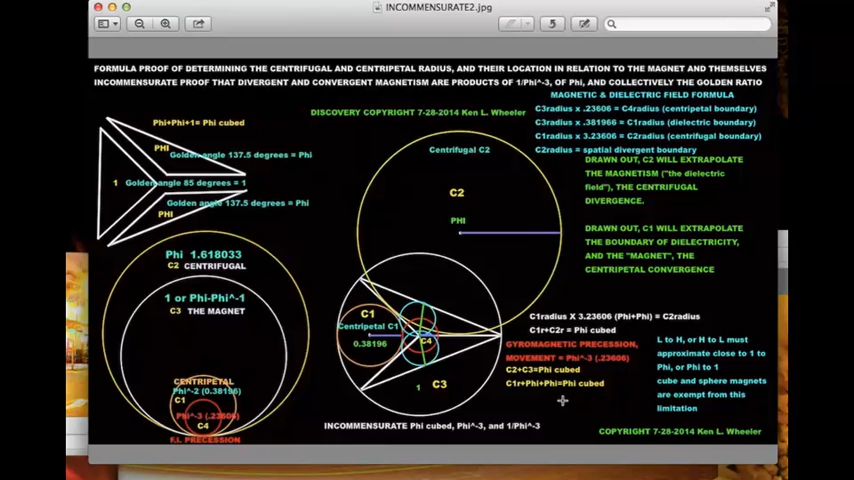 INCOMMENSURATE2.jpg
FORMULA PROOF OF DETERMINING THE CENTRIFUGAL AND CENTRIPETAL RADIUS, AND THEIR LOCATION IN RELATION TO THE MAGNET AND THEMSELVES
INCOMMENSURATE PROOF THAT DIVERGENT AND CONVERGENT MAGNETISM ARE PRODUCTS OF 1/Phi^-3, OF Phi, AND COLLECTIVELY THE GOLDEN RATIO
MAGNETIC & DIELECTRIC FIELD FORMULA
C3radius x .23606 = C4radius (centripetal boundary)
C3radius x .381966 = C1radius (dielectric boundary)
C1radius x 3.23606 = C2radius (centrifugal boundary)
C2radius = spatial divergent boundary
DISCOVERY COPYRIGHT 7-28-2014 Ken L. Wheeler
Phi+Phi+1= Phi cubed
PHI
Golden angle 137.5 degrees = Phi
1
Golden angle 85 degrees = 1
Golden angle 137.5 degrees = Phi
PHI
Centrifugal C2
C2
PHI
DRAWN OUT, C2 WILL EXTRAPOLATE
THE MAGNETISM ("the dielectric
field"), THE CENTRIFUGAL
DIVERGENCE.
DRAWN OUT, C1 WILL EXTRAPOLATE
THE BOUNDARY OF DIELECTRICITY,
AND THE "MAGNET", THE
CENTRIPETAL CONVERGENCE
Phi 1.618033
C2 CENTRIFUGAL
1 or Phi-Phi^-1
C3 THE MAGNET
CENTRIPETAL
Phi^-2 (0.38196)
C1
Phi^-3 (.23606)
C4
F.I. PRECESSION
C1
Centripetal C1
0.38196
C4
C3
1
C1radius X 3.23606 (Phi+Phi) = C2radius
C1r+C2r = Phi cubed
GYROMAGNETIC PRECESSION,
MOVEMENT = Phi^-3 (.23606)
C2+C3=Phi cubed
C1r+Phi+Phi=Phi cubed
L to H, or H to L must
approximate close to 1 to
Phi, or Phi to 1
cube and sphere magnets
are exempt from this
limitation
INCOMMENSURATE Phi cubed, Phi^-3, and 1/Phi^-3
COPYRIGHT 7-28-2014 Ken L. Wheeler